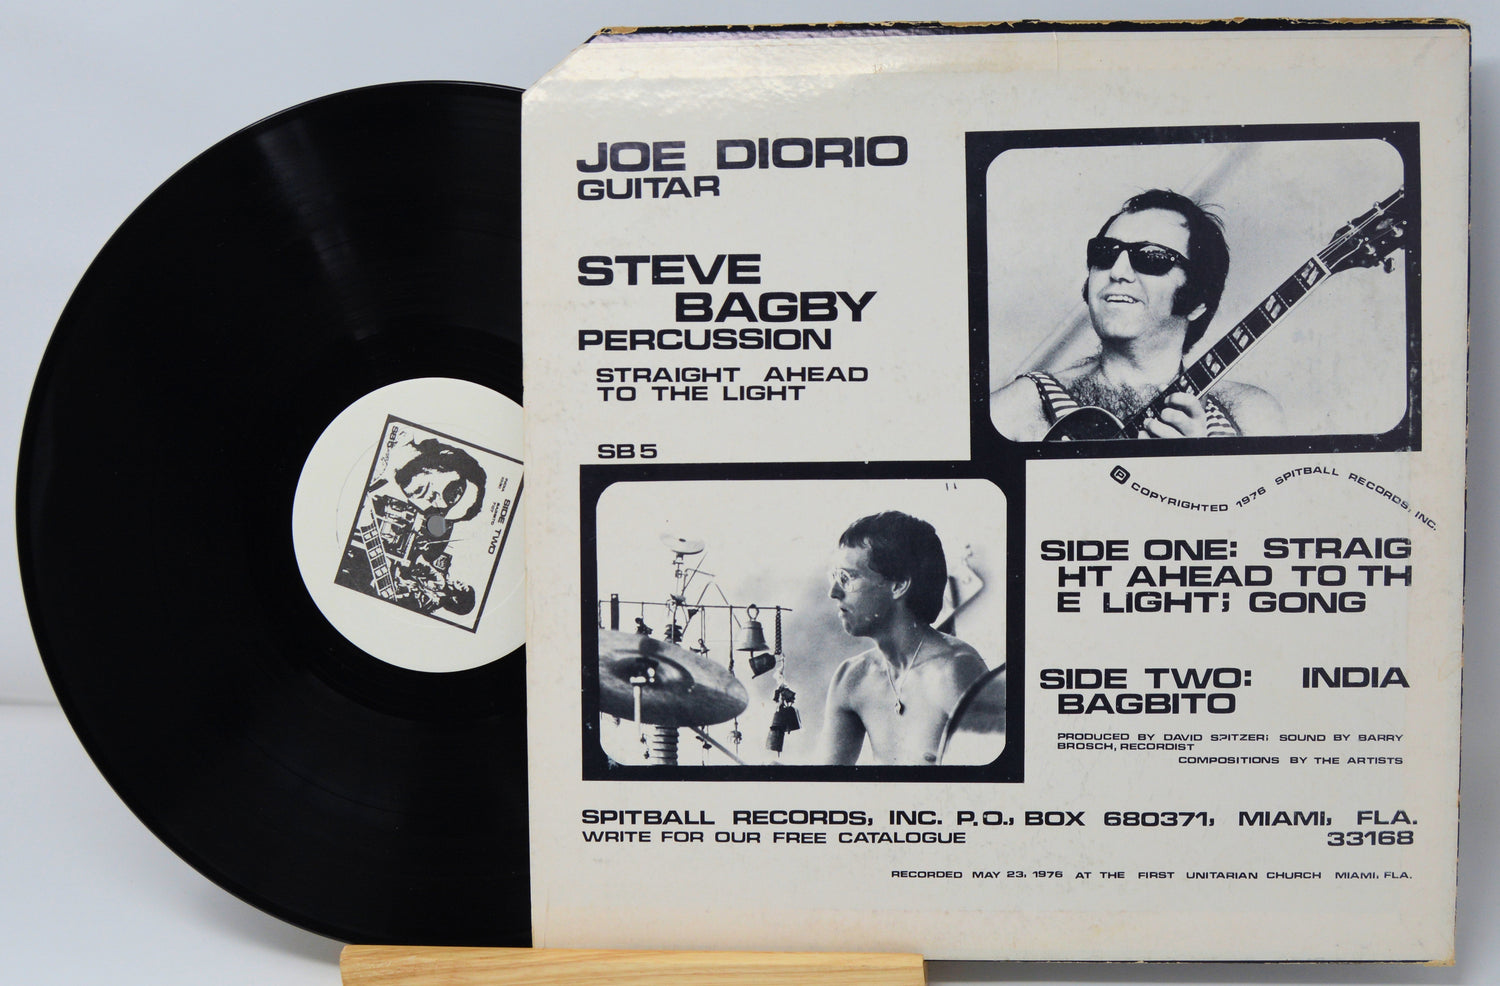 JOE DIORIO
GUITAR
STEVE
BAGBY
PERCUSSION
STRAIGHT AHEAD
TO THE LIGHT
SB 5
℗ COPYRIGHTED 1976 SPITBALL RECORDS, INC.
SIDE ONE: STRAIG
HT AHEAD TO TH
E LIGHT; GONG
SIDE TWO: INDIA
BAGBITO
PRODUCED BY DAVID SPITZER; SOUND BY BARRY
BROSCH, RECORDIST
COMPOSITIONS BY THE ARTISTS
SPITBALL RECORDS, INC. P.O., BOX 680371, MIAMI, FLA.
33168
WRITE FOR OUR FREE CATALOGUE
RECORDED MAY 23, 1976 AT THE FIRST UNITARIAN CHURCH MIAMI, FLA.
SB5
SIDE TWO